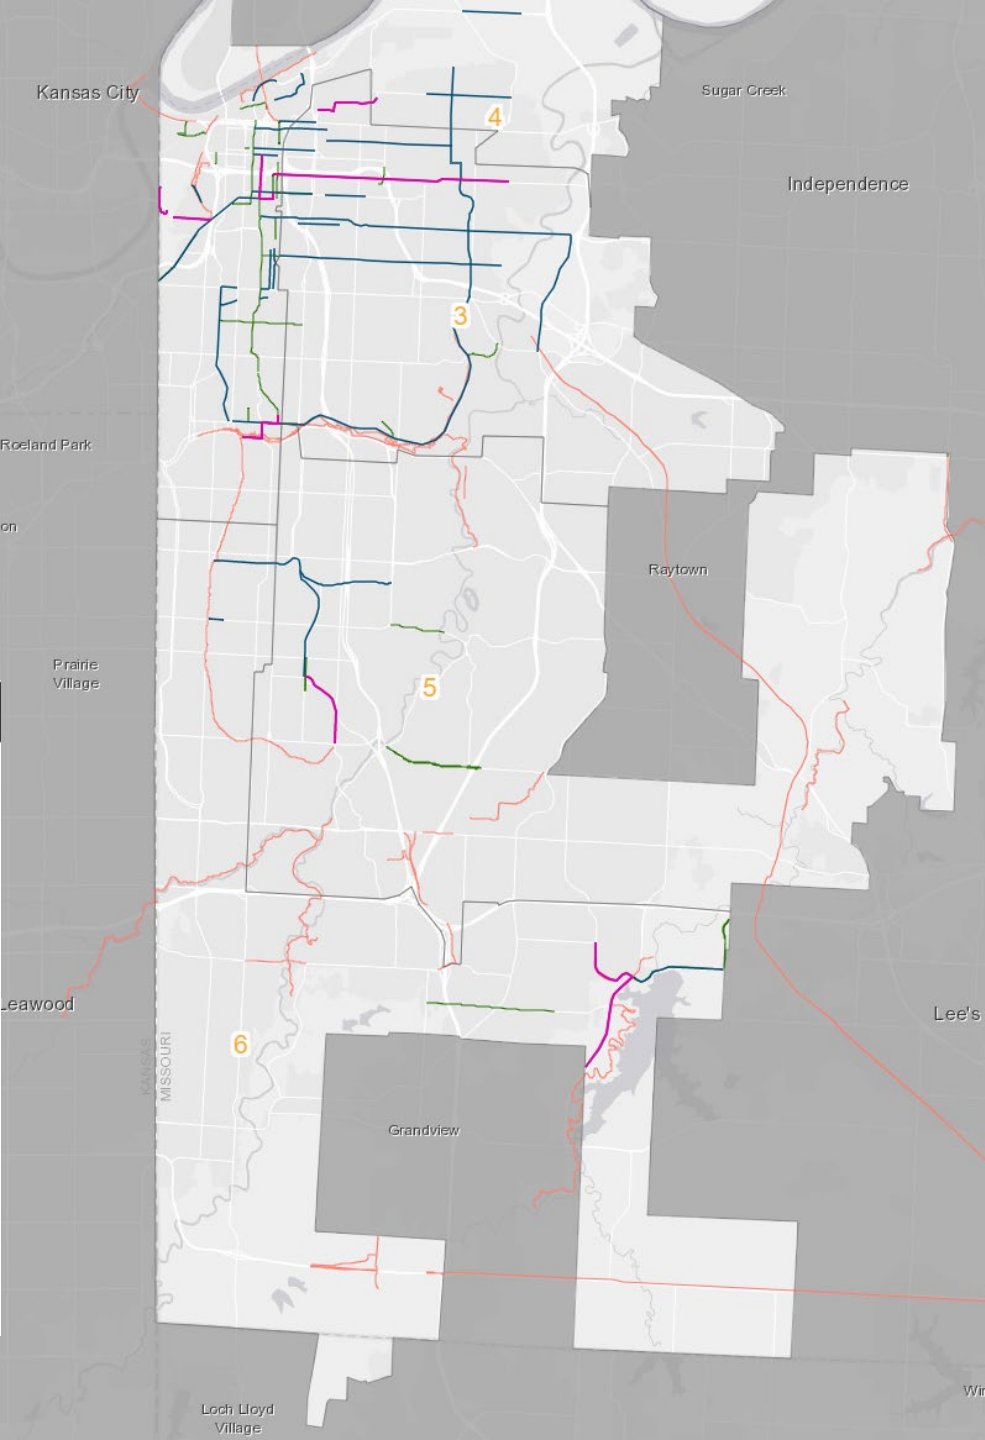 Kansas City
Sugar Creek
4
Independence
3
Roeland Park
on
Raytown
Prairie
Village
5
Leawood
Lee's
KANSAS
MISSOURI
6
Grandview
Wir
Loch Lloyd
Village